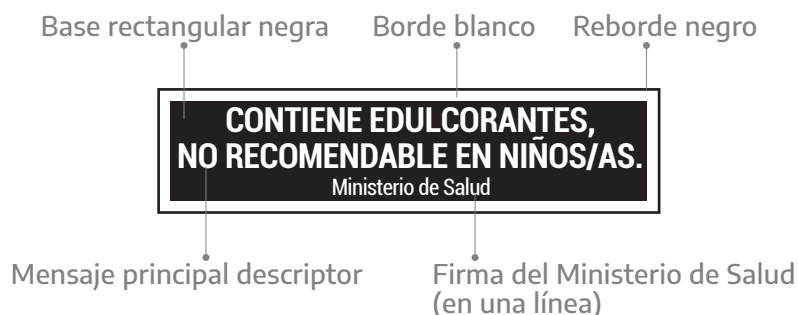 Base rectangular negra
Borde blanco
Reborde negro
CONTIENE EDULCORANTES,
NO RECOMENDABLE EN NIÑOS/AS.
Ministerio de Salud
Mensaje principal descriptor
Firma del Ministerio de Salud
(en una línea)